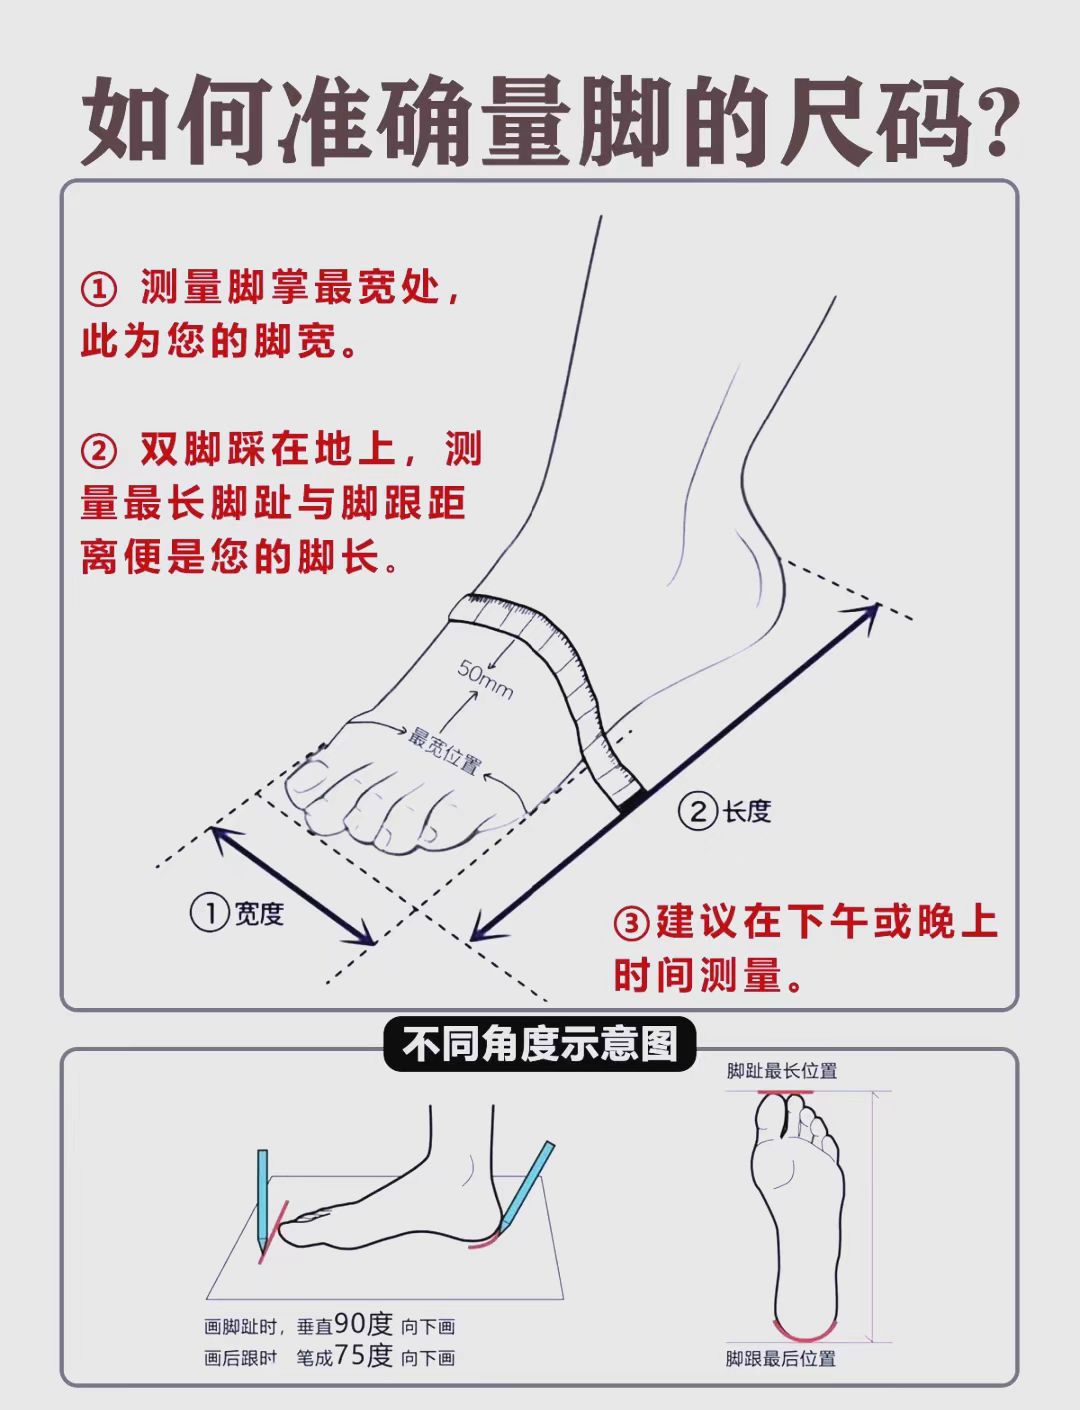 如何准确量脚的尺码?
① 测量脚掌最宽处,
此为您的脚宽。
② 双脚踩在地上, 测
量最长脚趾与脚跟距
离便是您的脚长。
50mm
最宽位置
②长度
①宽度
③建议在下午或晚上
时间测量。
不同角度示意图
脚趾最长位置
画脚趾时, 垂直90度 向下画
画后跟时 笔成75度 向下画
脚跟最后位置